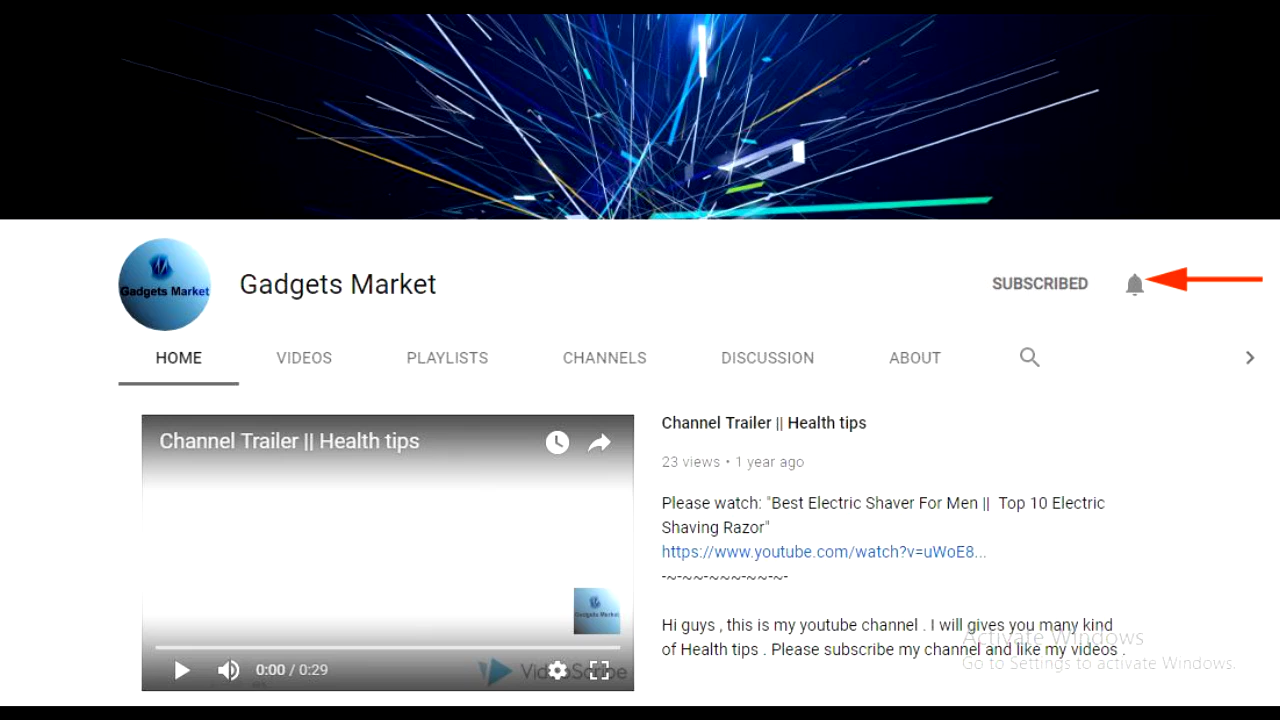 Gadgets Market
Gadgets Market
SUBSCRIBED
HOME VIDEOS PLAYLISTS CHANNELS DISCUSSION ABOUT
Channel Trailer || Health tips
Gadgets Market
0:00 / 0:29
VideoScribe
Channel Trailer || Health tips
23 views • 1 year ago
Please watch: "Best Electric Shaver For Men || Top 10 Electric
Shaving Razor"
https://www.youtube.com/watch?v=uWoE8...
-~-~~-~~~-~~-~-
Hi guys , this is my youtube channel . I will gives you many kind
of Health tips . Please subscribe my channel and like my videos .
Activate Windows
Go to Settings to activate Windows.